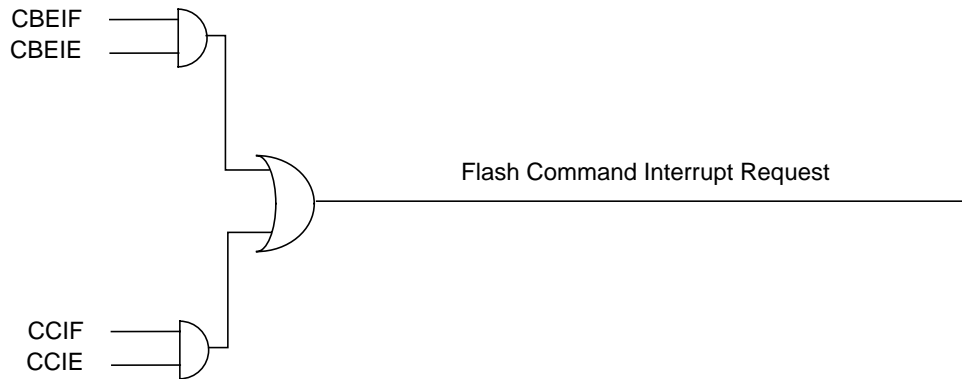 CBEIF
CBEIE
Flash Command Interrupt Request
CCIF
CCIE